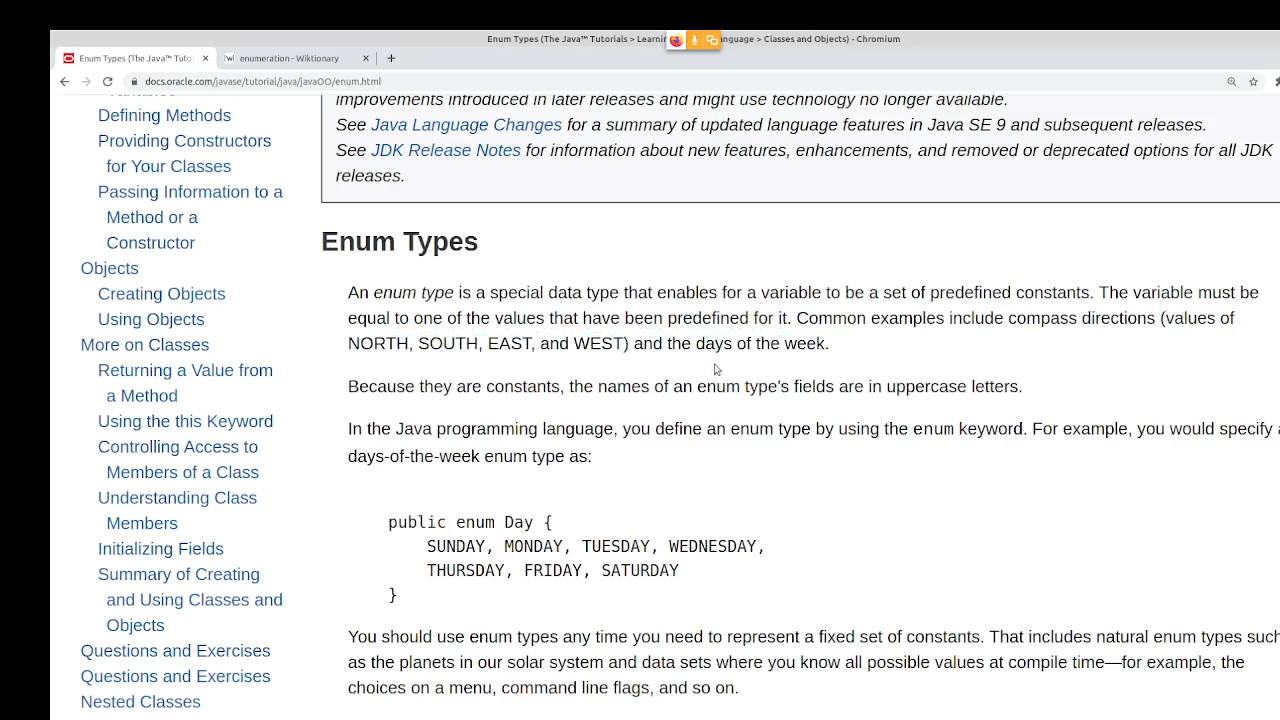 Enum Types (The Java™ Tutorials > Learnin nguage > Classes and Objects) - Chromium
Enum Types (The Java™ Tuto
enumeration - Wiktionary
docs.oracle.com/javase/tutorial/java/javaOO/enum.html
Defining Methods
Providing Constructors
for Your Classes
Passing Information to a
Method or a
Constructor
Objects
Creating Objects
Using Objects
More on Classes
Returning a Value from
a Method
Using the this Keyword
Controlling Access to
Members of a Class
Understanding Class
Members
Initializing Fields
Summary of Creating
and Using Classes and
Objects
Questions and Exercises
Questions and Exercises
Nested Classes
improvements introduced in later releases and might use technology no longer available.
See Java Language Changes for a summary of updated language features in Java SE 9 and subsequent releases.
See JDK Release Notes for information about new features, enhancements, and removed or deprecated options for all JDK
releases.
Enum Types
An enum type is a special data type that enables for a variable to be a set of predefined constants. The variable must be
equal to one of the values that have been predefined for it. Common examples include compass directions (values of
NORTH, SOUTH, EAST, and WEST) and the days of the week.
Because they are constants, the names of an enum type's fields are in uppercase letters.
In the Java programming language, you define an enum type by using the enum keyword. For example, you would specify a
days-of-the-week enum type as:
public enum Day {
SUNDAY, MONDAY, TUESDAY, WEDNESDAY,
THURSDAY, FRIDAY, SATURDAY
}
You should use enum types any time you need to represent a fixed set of constants. That includes natural enum types such
as the planets in our solar system and data sets where you know all possible values at compile time—for example, the
choices on a menu, command line flags, and so on.